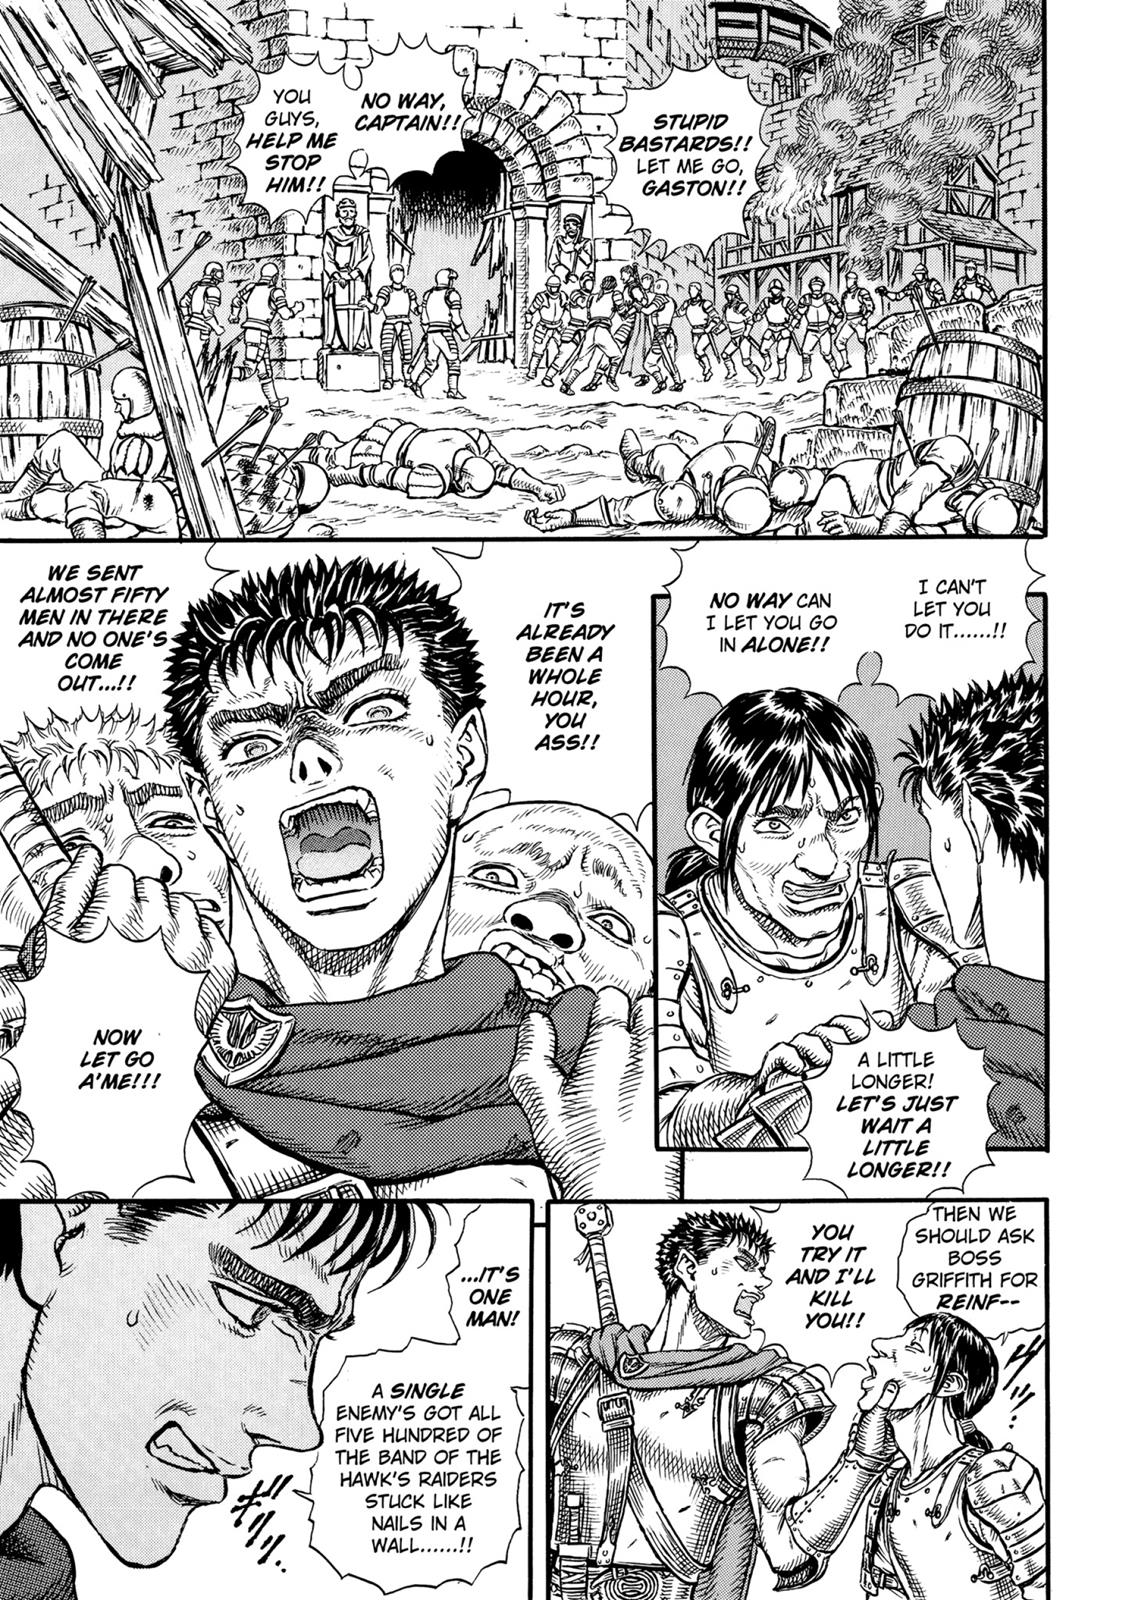 STUPID
BASTARDS!!
LET ME GO,
GASTON!!
NO WAY,
CAPTAIN!!
YOU
GUYS,
HELP ME
STOP
HIM!!
I CAN'T
LET YOU
DO IT......!!
NO WAY CAN
I LET YOU GO
IN ALONE!!
A LITTLE
LONGER!
LET'S JUST
WAIT A
LITTLE
LONGER!!
IT'S
ALREADY
BEEN A
WHOLE
HOUR,
YOU
ASS!!
WE SENT
ALMOST FIFTY
MEN IN THERE
AND NO ONE'S
COME
OUT...!!
NOW
LET GO
A'ME!!!
THEN WE
SHOULD ASK
BOSS
GRIFFITH FOR
REINF--
YOU
TRY IT
AND I'LL
KILL
YOU!!
...IT'S
ONE
MAN!
A SINGLE
ENEMY'S GOT ALL
FIVE HUNDRED OF
THE BAND OF THE
HAWK'S RAIDERS
STUCK LIKE
NAILS IN A
WALL......!!